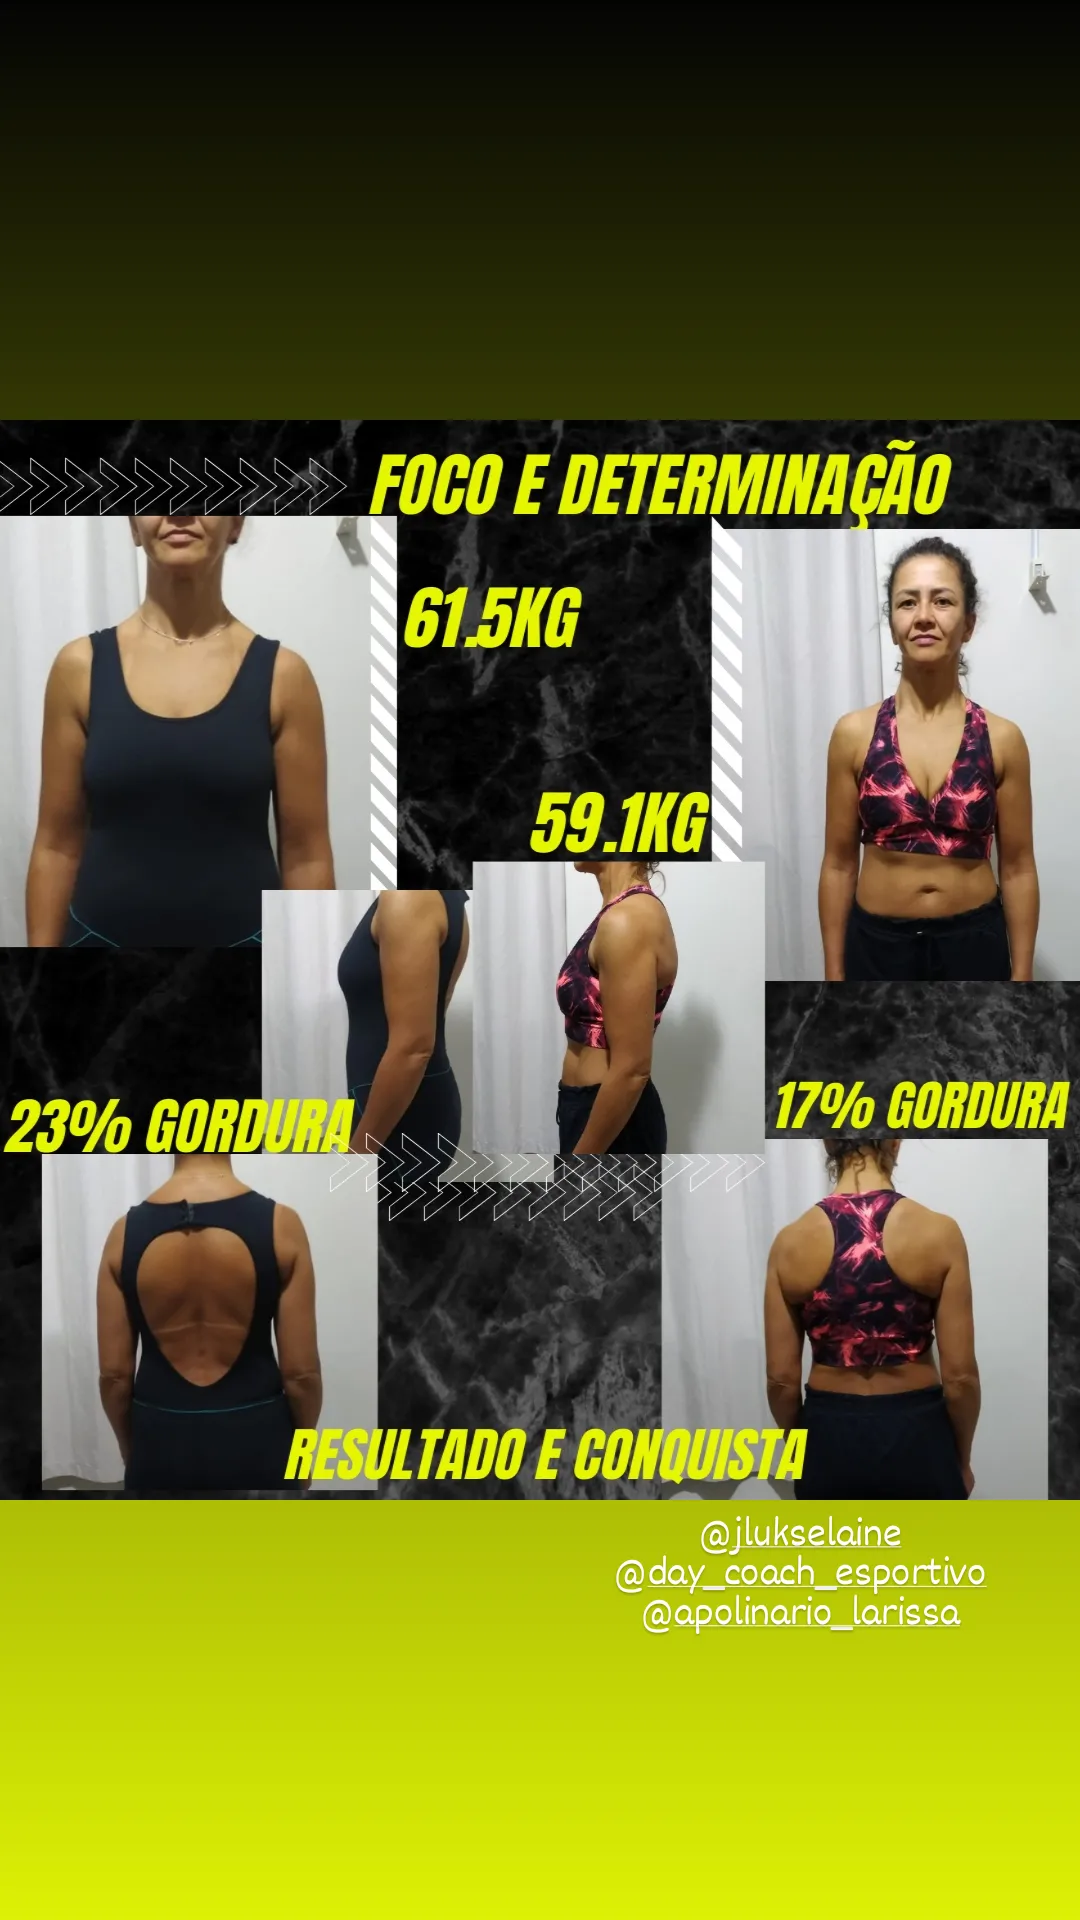 FOCO E DETERMINAÇÃO
61.5KG
59.1KG
23% GORDURA
17% GORDURA
RESULTADO E CONQUISTA
@jlukselaine
@day_coach_esportivo
@apolinario_larissa